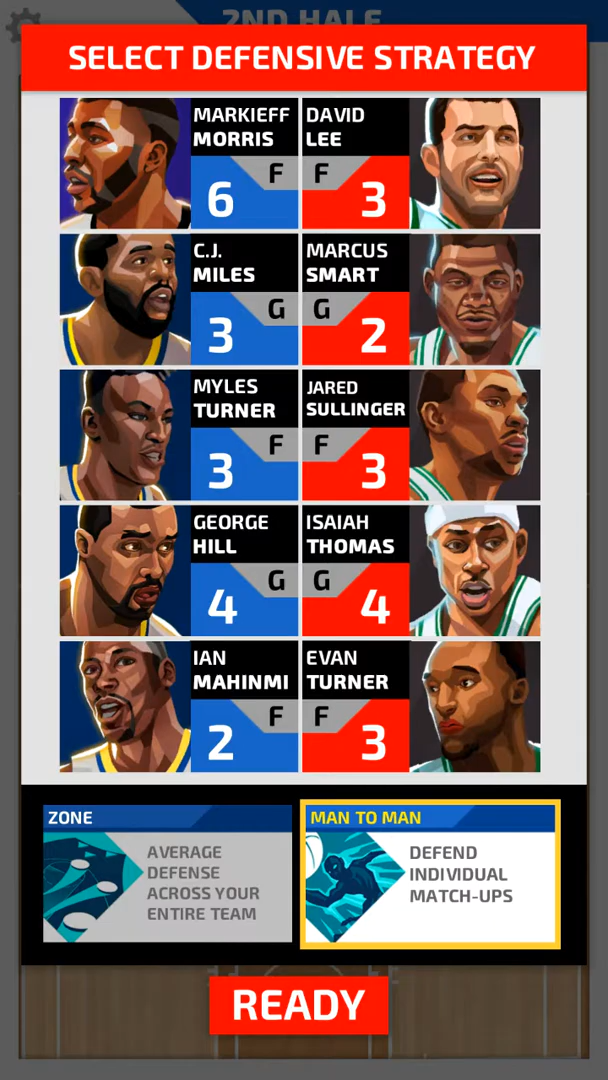 2ND HALF
SELECT DEFENSIVE STRATEGY
MARKIEFF
MORRIS
F
6
DAVID
LEE
F
3
C.J.
MILES
G
3
MARCUS
SMART
G
2
MYLES
TURNER
F
3
JARED
SULLINGER
F
3
GEORGE
HILL
G
4
ISAIAH
THOMAS
G
4
IAN
MAHINMI
F
2
EVAN
TURNER
F
3
ZONE
AVERAGE
DEFENSE
ACROSS YOUR
ENTIRE TEAM
MAN TO MAN
DEFEND
INDIVIDUAL
MATCH-UPS
READY